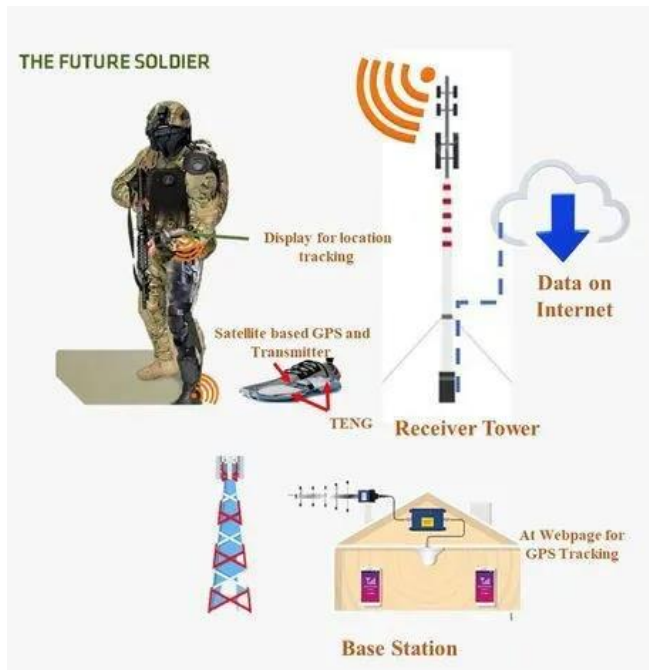 THE FUTURE SOLDIER
Display for location
tracking
Data on
Internet
Satellite based GPS and
Transmitter
TENG
Receiver Tower
At Webpage for
GPS Tracking
Base Station